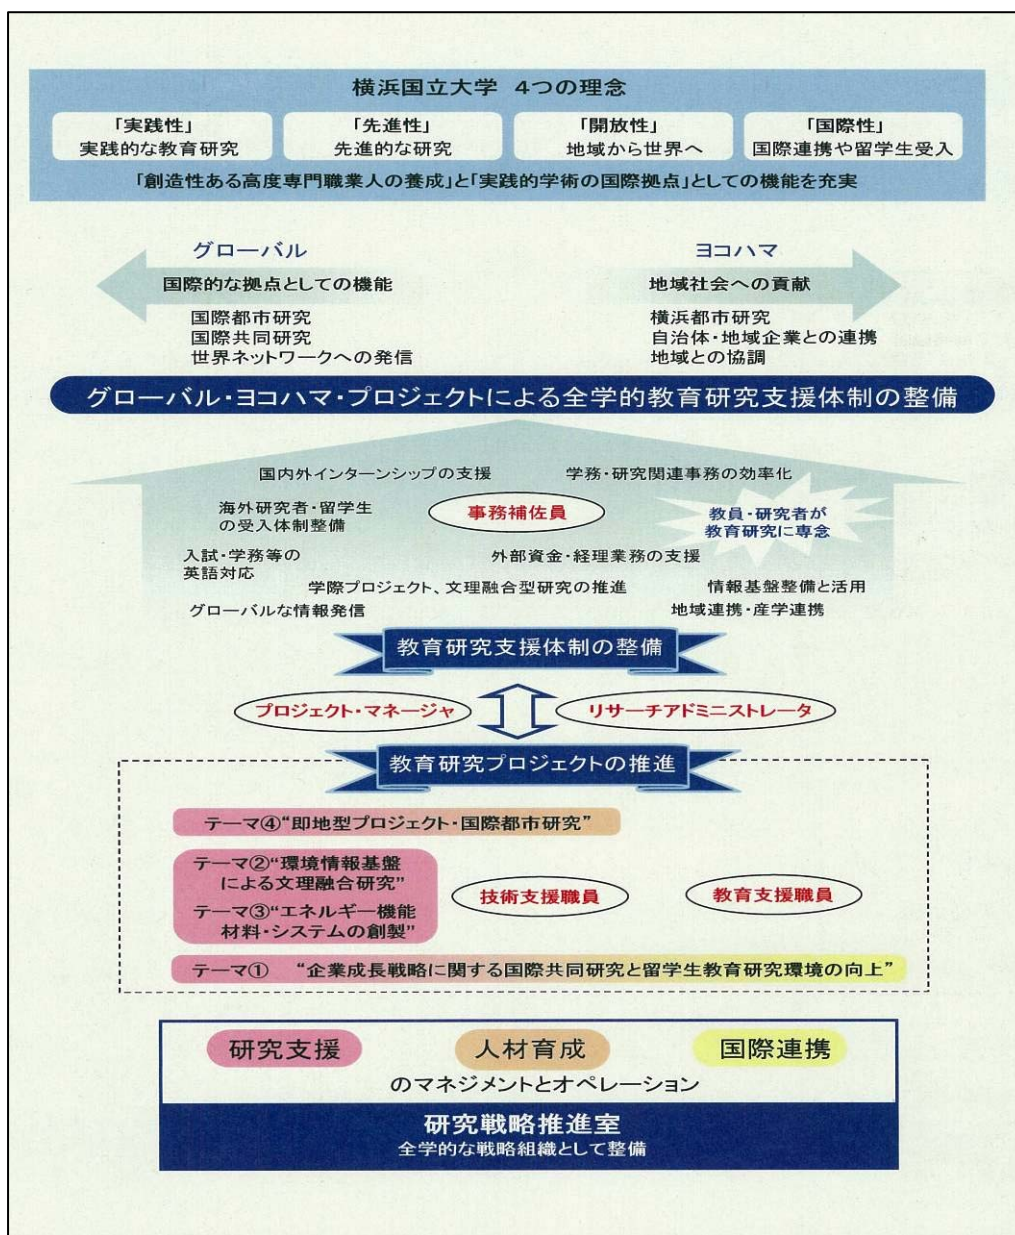 横浜国立大学 4つの理念
「実践性」
実践的な教育研究
「先進性」
先進的な研究
「開放性」
地域から世界へ
「国際性」
国際連携や留学生受入
「創造性ある高度専門職業人の養成」と「実践的学術の国際拠点」としての機能を充実
グローバル
国際的な拠点としての機能
国際都市研究
国際共同研究
世界ネットワークへの発信
ヨコハマ
地域社会への貢献
横浜都市研究
自治体・地域企業との連携
地域との協調
グローバル・ヨコハマ・プロジェクトによる全学的教育研究支援体制の整備
国内外インターンシップの支援
学務・研究関連事務の効率化
海外研究者・留学生
の受入体制整備
事務補佐員
教員・研究者が
教育研究に専念
入試・学務等の
英語対応
外部資金・経理業務の支援
学際プロジェクト、文理融合型研究の推進
情報基盤整備と活用
グローバルな情報発信
地域連携・産学連携
教育研究支援体制の整備
プロジェクト・マネージャ
リサーチアドミニストレータ
教育研究プロジェクトの推進
テーマ④“即地型プロジェクト・国際都市研究”
テーマ②“環境情報基盤
による文理融合研究”
テーマ③“エネルギー機能
材料・システムの創製”
技術支援職員
教育支援職員
テーマ① “企業成長戦略に関する国際共同研究と留学生教育研究環境の向上”
研究支援
人材育成
国際連携
のマネジメントとオペレーション
研究戦略推進室
全学的な戦略組織として整備